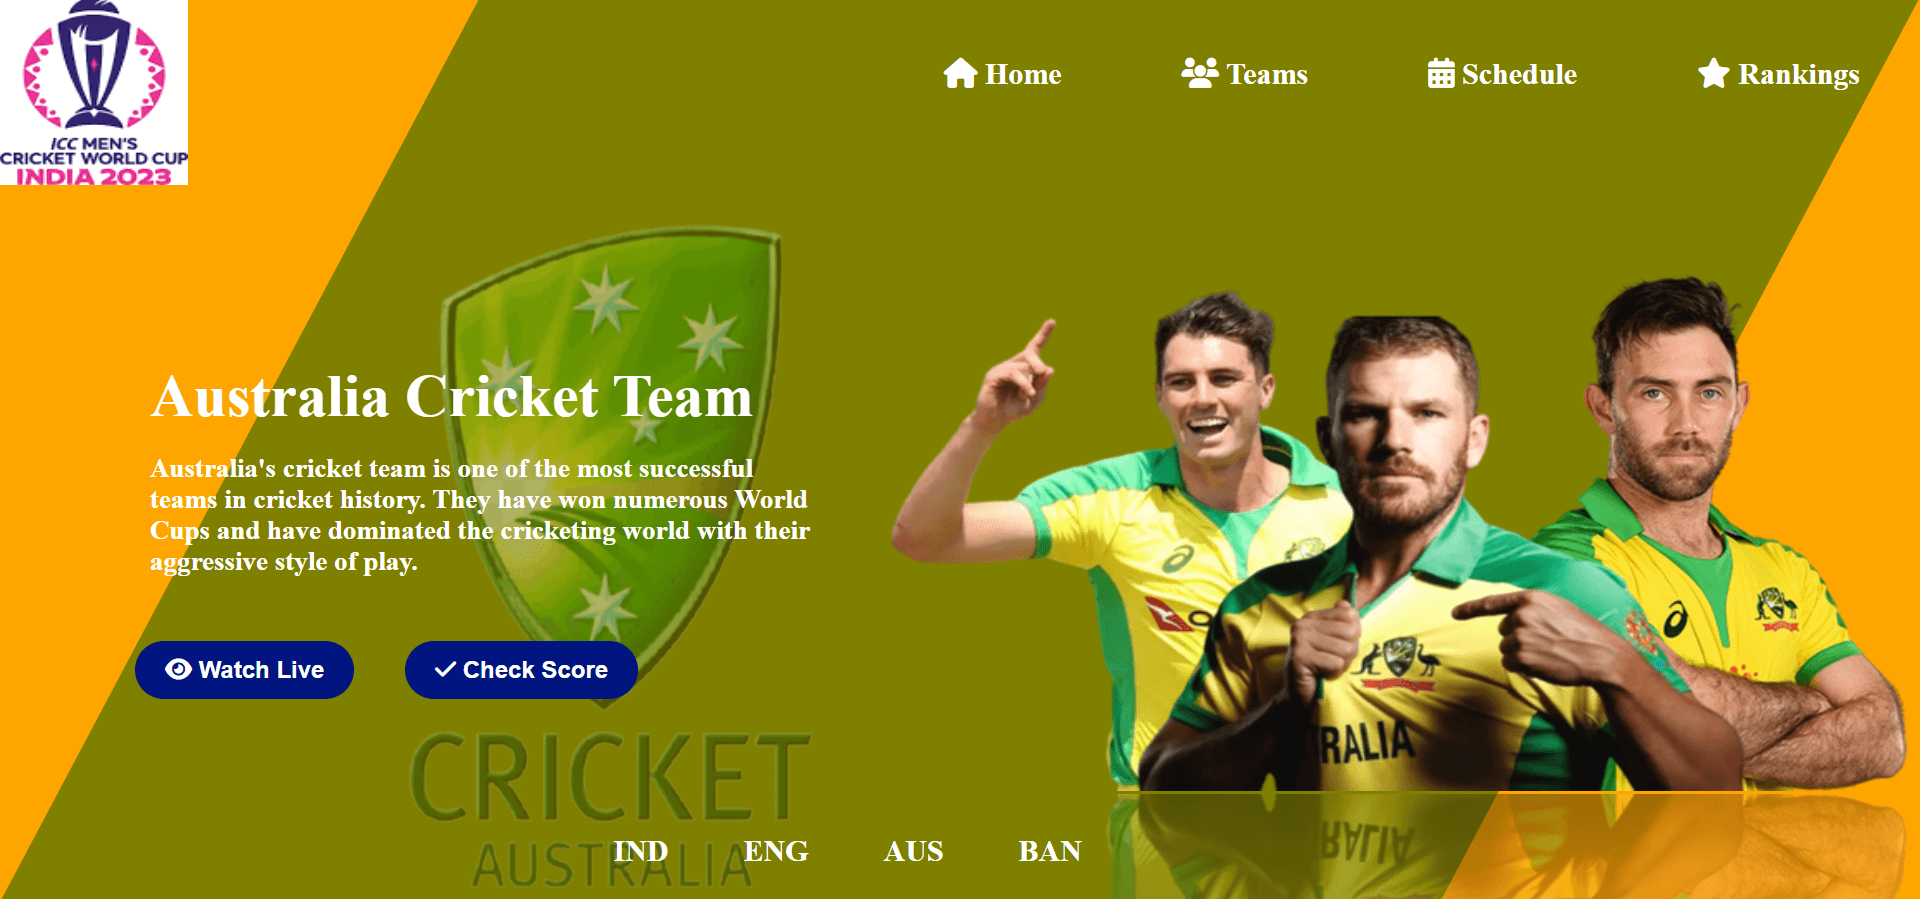 ICC MEN'S
CRICKET WORLD CUP
INDIA 2023
Home
Teams
Schedule
Rankings
Australia Cricket Team
Australia's cricket team is one of the most successful
teams in cricket history. They have won numerous World
Cups and have dominated the cricketing world with their
aggressive style of play.
Watch Live
Check Score
CRICKET
AUSTRALIA
IND
ENG
AUS
BAN
RALIA